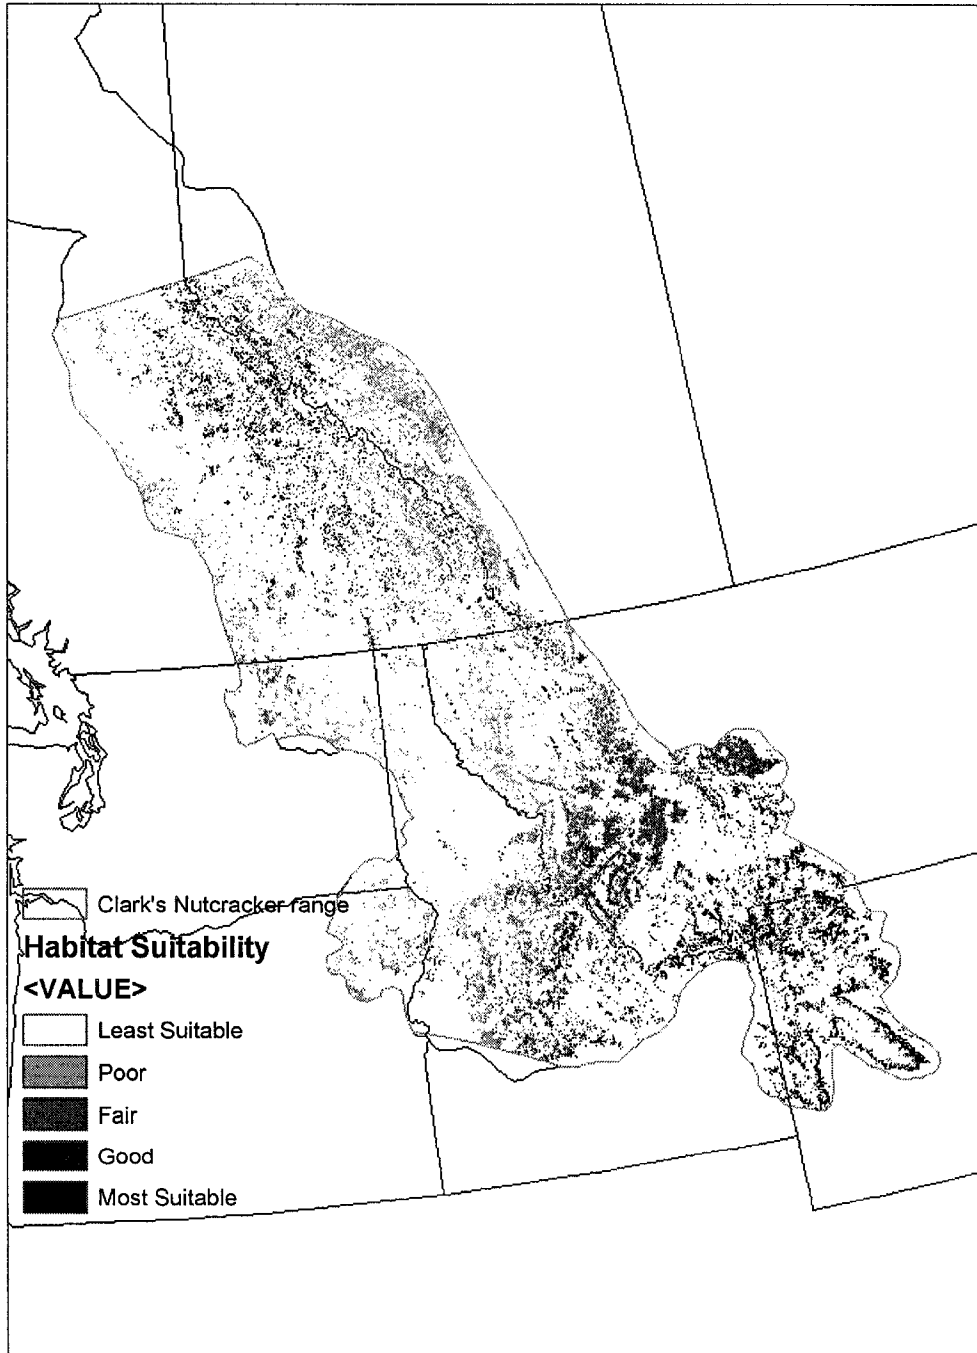 Clark's Nutcracker range
Habitat Suitability
<VALUE>
Least Suitable
Poor
Fair
Good
Most Suitable